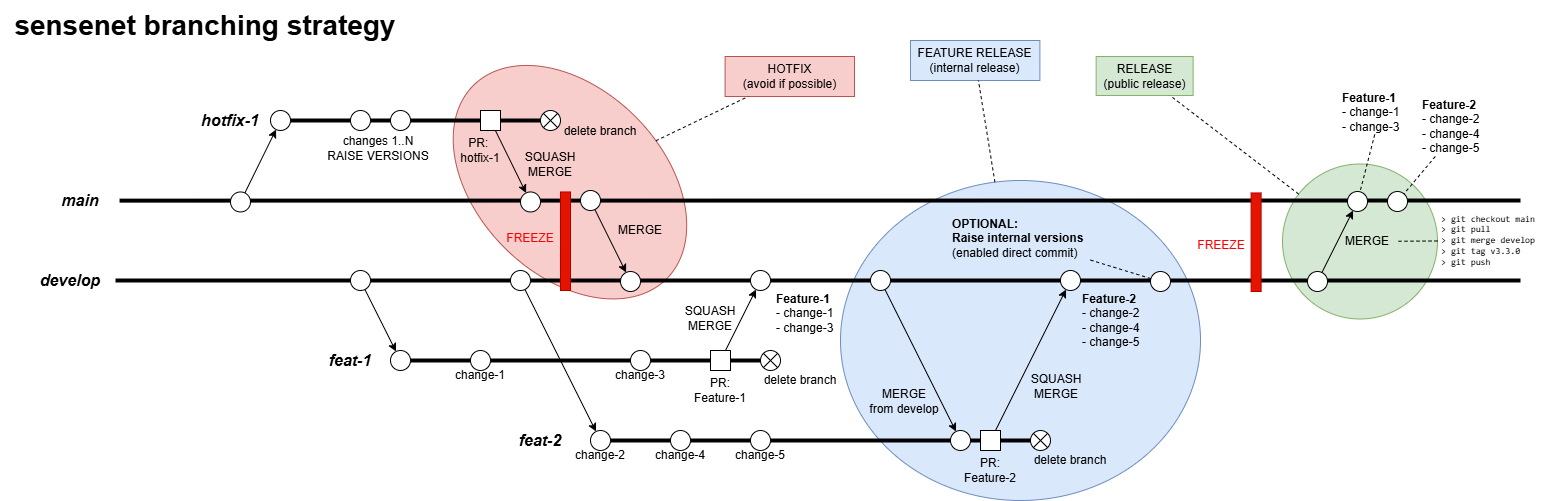 sensenet branching strategy
HOTFIX
(avoid if possible)
FEATURE RELEASE
(internal release)
RELEASE
(public release)
Feature-1
- change-1
- change-3
Feature-2
- change-2
- change-4
- change-5
hotfix-1
changes 1..N
RAISE VERSIONS
PR:
hotfix-1
delete branch
SQUASH
MERGE
main
FREEZE
MERGE
OPTIONAL:
Raise internal versions
(enabled direct commit)
FREEZE
MERGE
> git checkout main
> git pull
> git merge develop
> git tag v3.3.0
> git push
develop
SQUASH
MERGE
Feature-1
- change-1
- change-3
Feature-2
- change-2
- change-4
- change-5
feat-1
change-1
change-3
PR:
Feature-1
delete branch
MERGE
from develop
SQUASH
MERGE
feat-2
change-2
change-4
change-5
PR:
Feature-2
delete branch